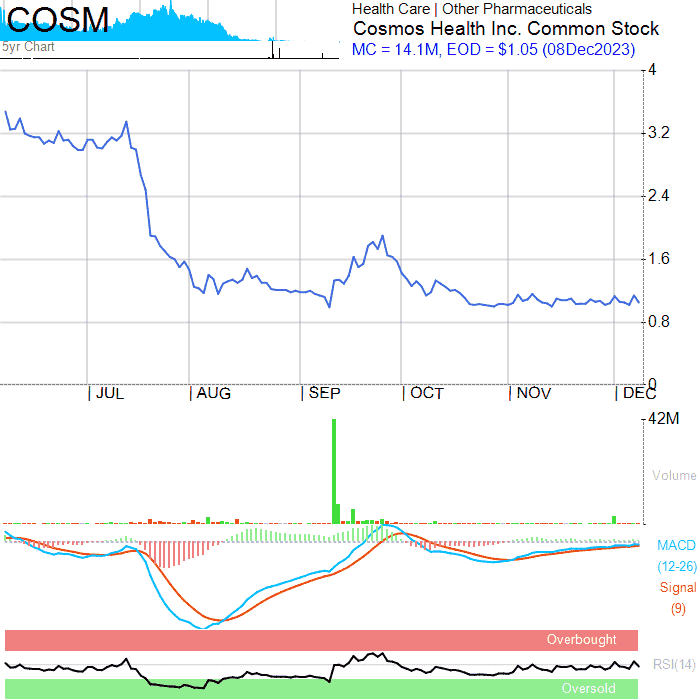 COSM
5yr Chart
Health Care | Other Pharmaceuticals
Cosmos Health Inc. Common Stock
MC = 14.1M, EOD = $1.05 (08Dec2023)
4
3.2
2.4
1.6
0.8
0
JUL
AUG
SEP
OCT
NOV
DEC
42M
Volume
MACD
(12-26)
Signal
(9)
Overbought
RSI(14)
Oversold